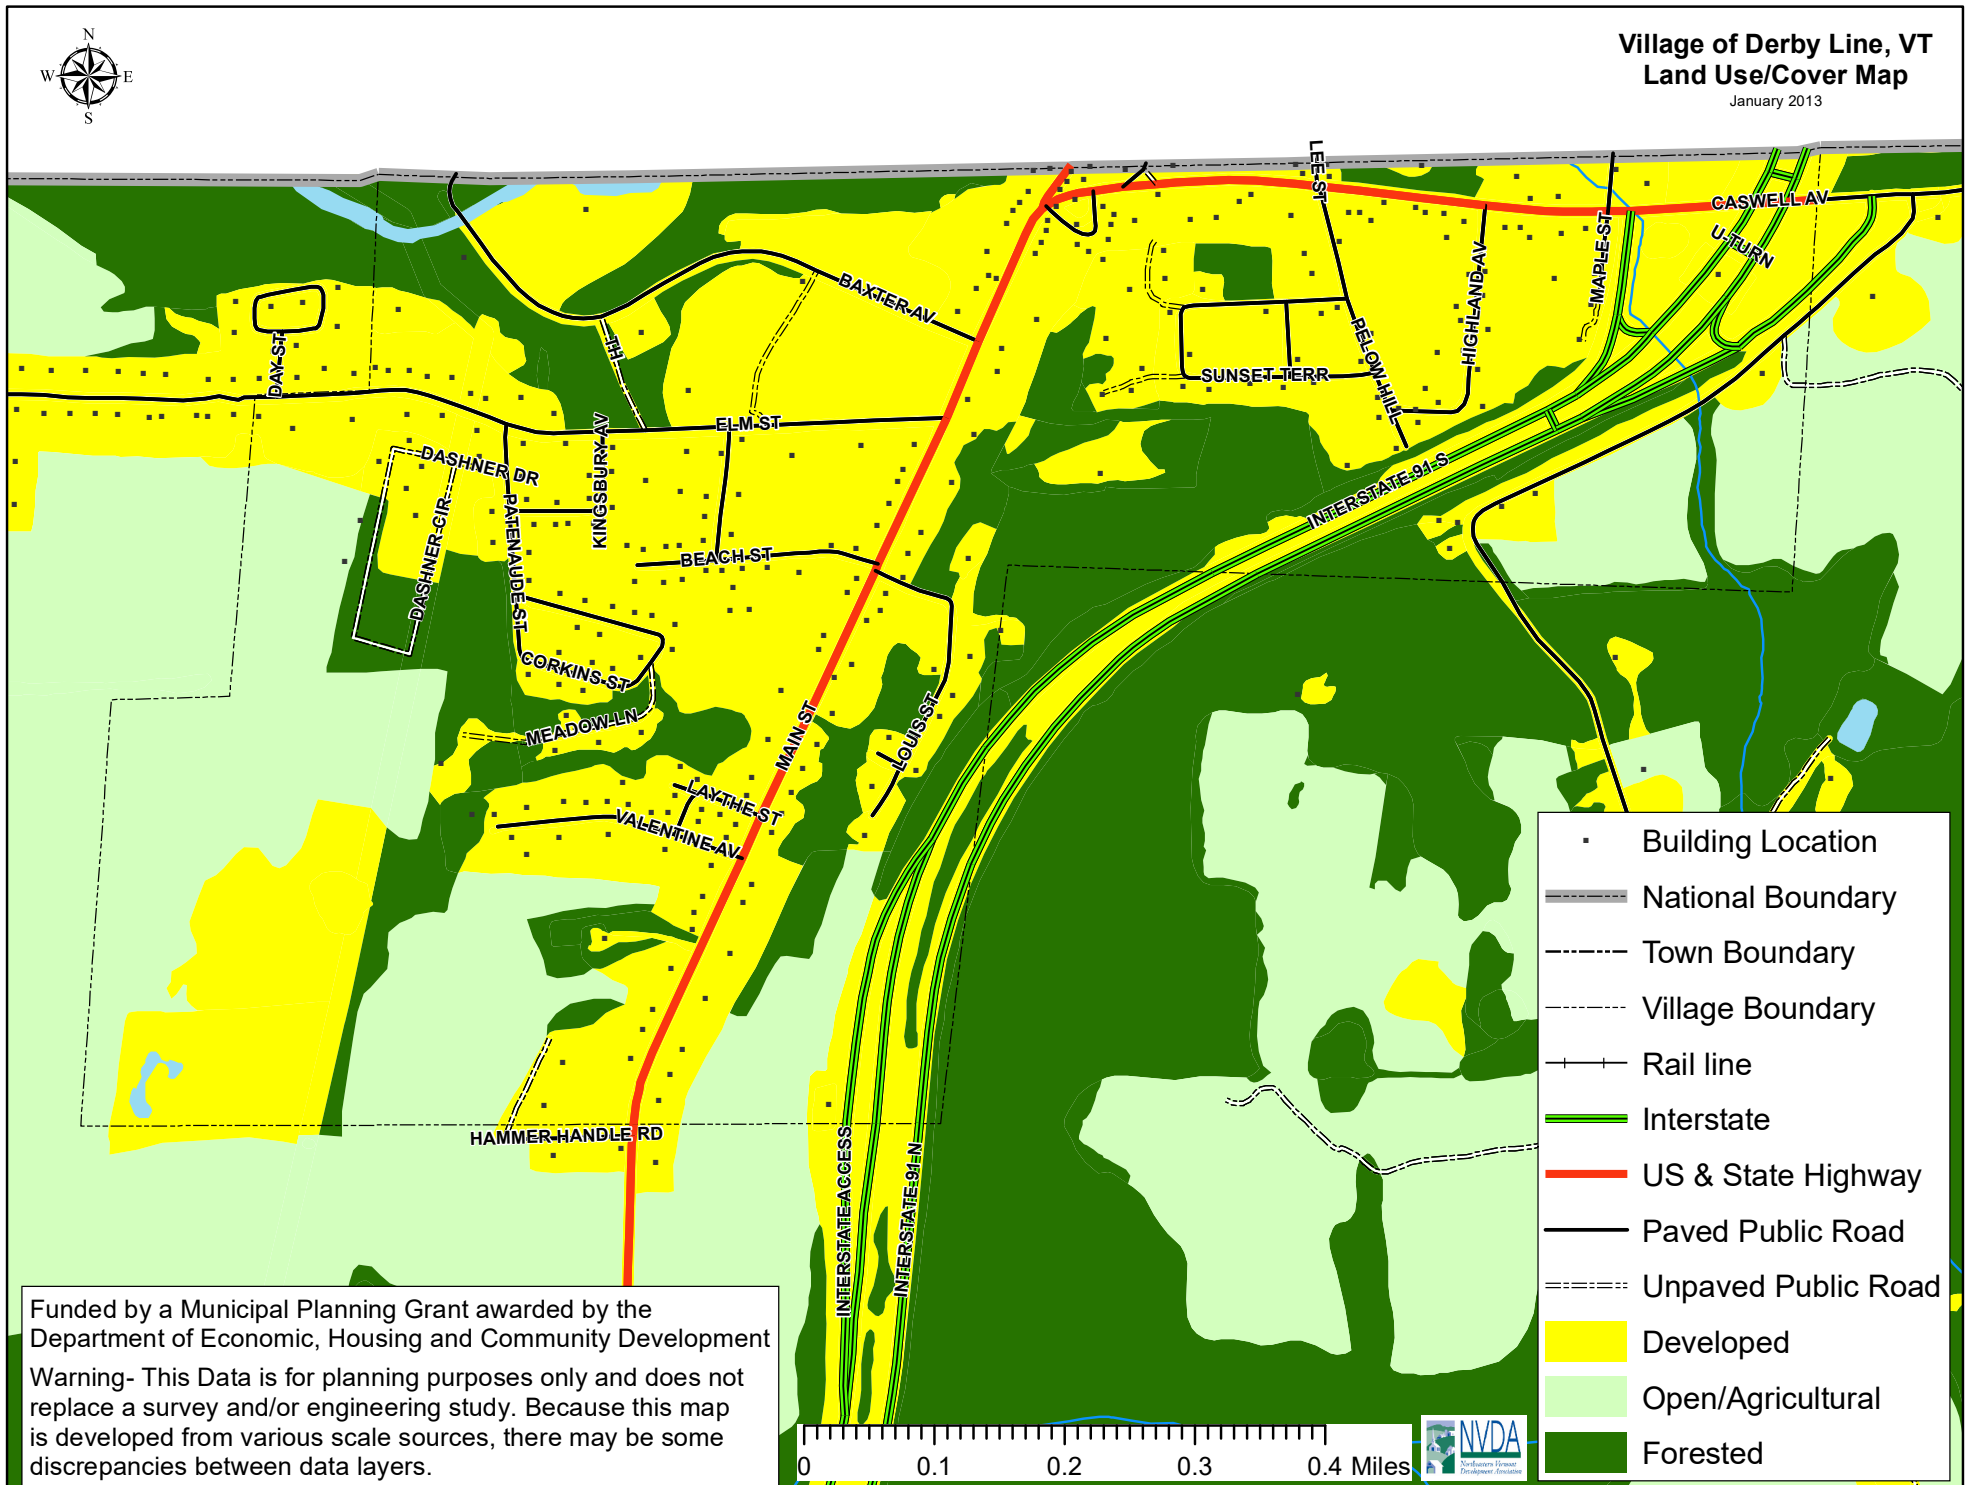 N
W
E
S
Village of Derby Line, VT
Land Use/Cover Map
January 2013
LEE ST
CASWELL AV
U-TURN
MAPLE ST
HIGHLAND AV
BAXTER AV
PELOW HILL
TH
DAY ST
SUNSET TERR
ELM ST
KINGSBURY AV
DASHNER DR
INTERSTATE 91 S
PATENAUDE ST
DASHNER CIR
BEACH ST
CORKINS ST
MEADOW LN
MAIN ST
LOUIS ST
LAYTHE ST
VALENTINE AV
HAMMER HANDLE RD
INTERSTATE ACCESS
INTERSTATE 91 N
Building Location
National Boundary
Town Boundary
Village Boundary
Rail line
Interstate
US & State Highway
Paved Public Road
Unpaved Public Road
Developed
Open/Agricultural
Forested
Funded by a Municipal Planning Grant awarded by the
Department of Economic, Housing and Community Development
Warning- This Data is for planning purposes only and does not
replace a survey and/or engineering study. Because this map
is developed from various scale sources, there may be some
discrepancies between data layers.
0 0.1 0.2 0.3 0.4 Miles
NVDA
Northeastern Vermont
Development Association